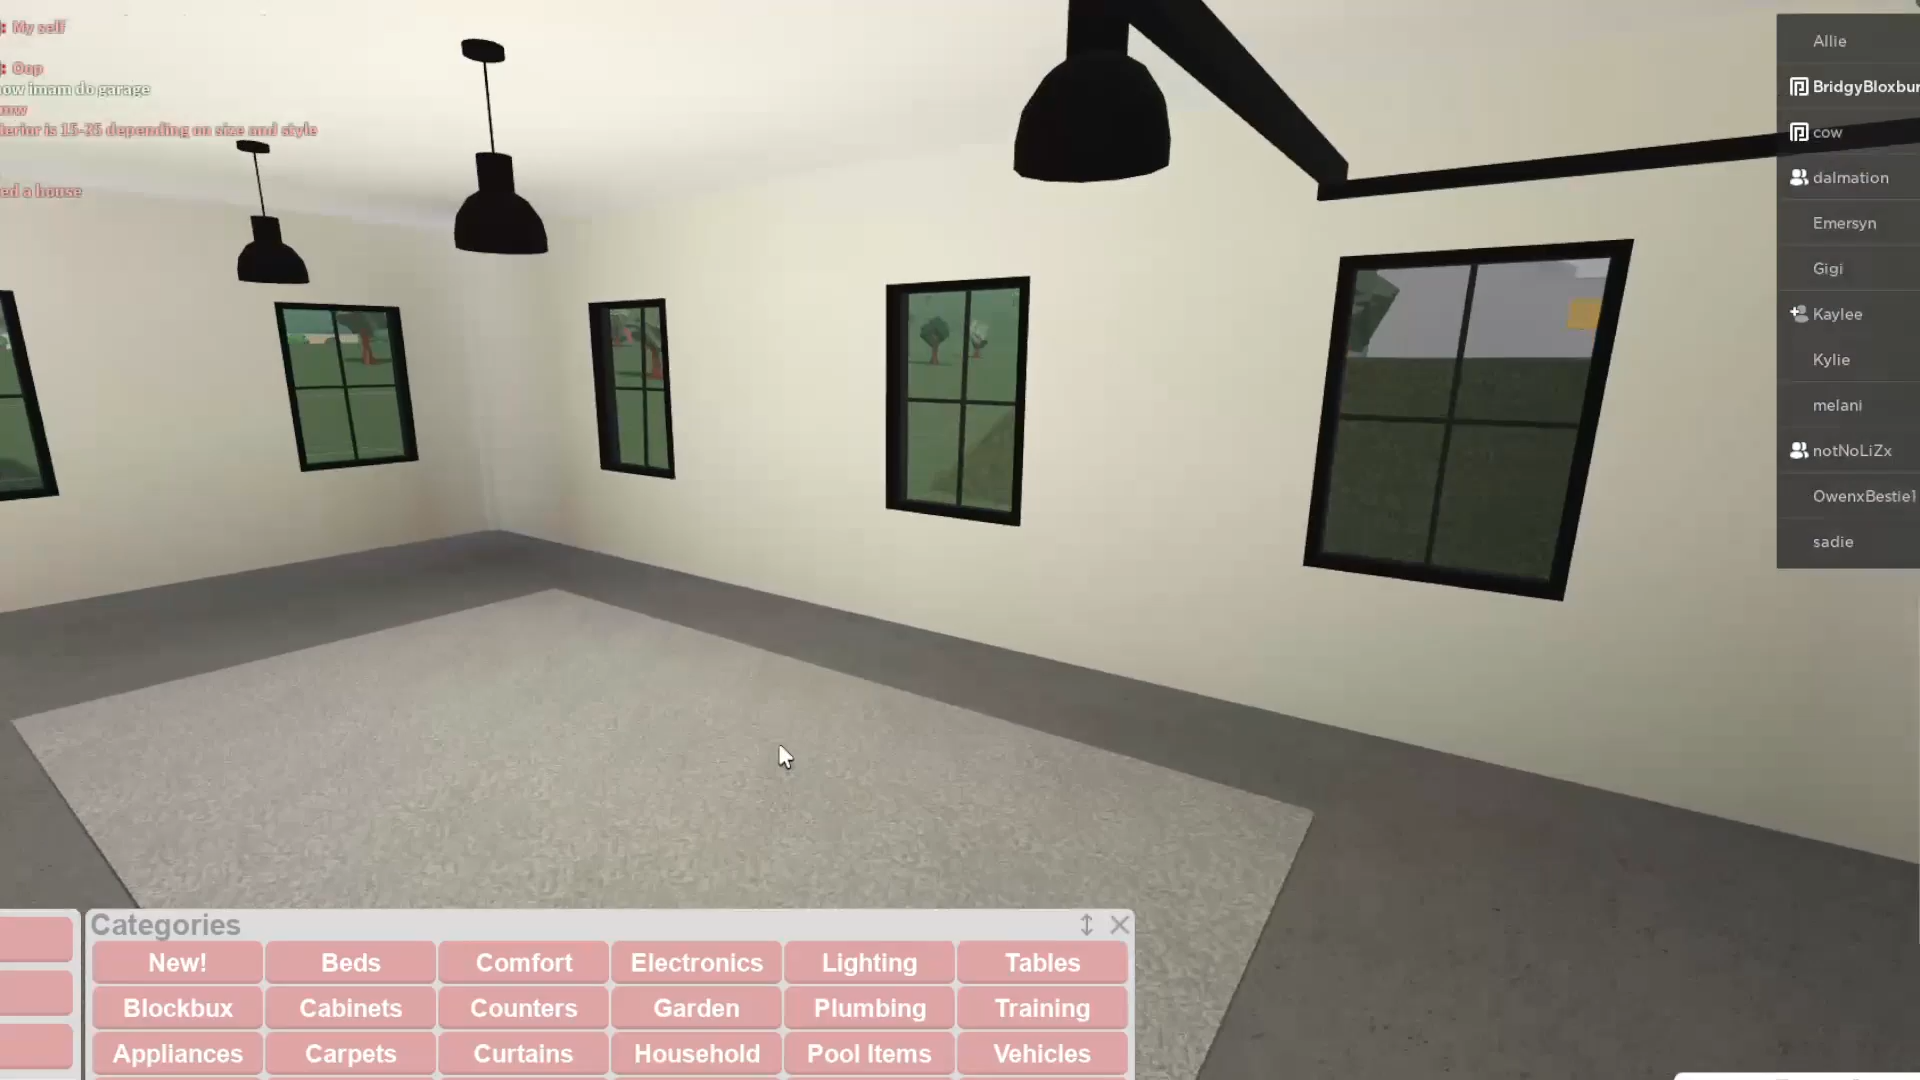 : My self
: Oop
ow imam do garage
now
terior is 15-35 depending on size and style
ed a house
Allie
BridgyBloxbur
cow
dalmation
Emersyn
Gigi
Kaylee
Kylie
melani
notNoLiZx
OwenxBestie1
sadie
Categories
New! Beds Comfort Electronics Lighting Tables
Blockbux Cabinets Counters Garden Plumbing Training
Appliances Carpets Curtains Household Pool Items Vehicles